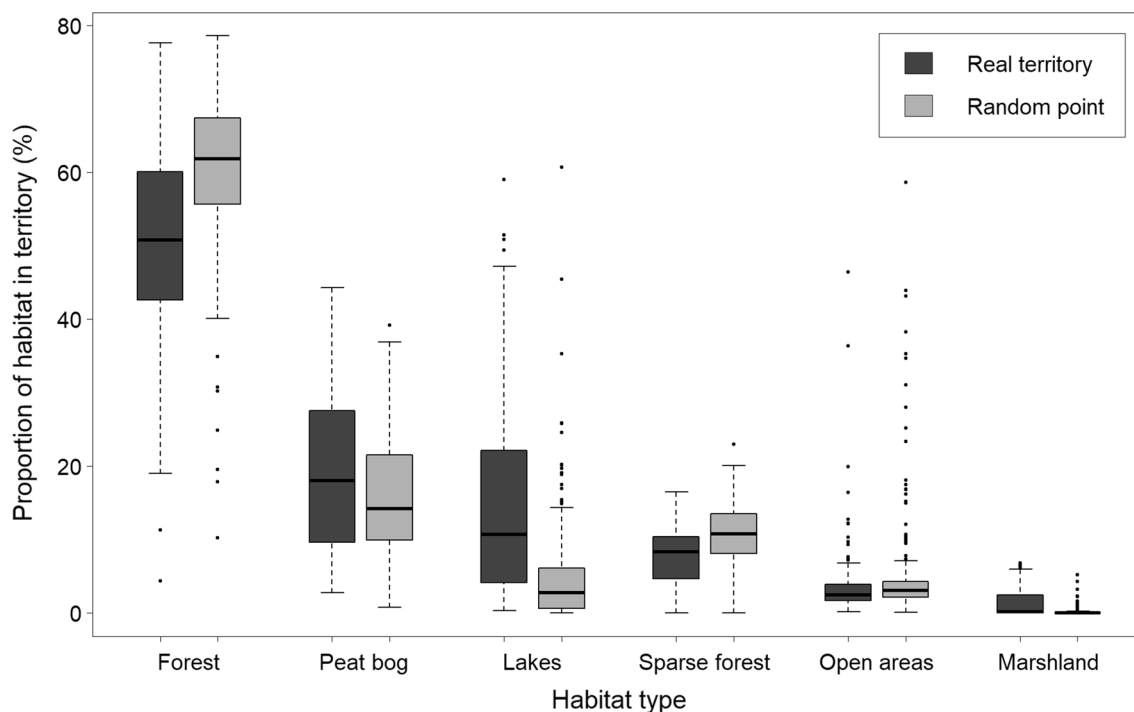 Proportion of habitat in territory (%)
80
60
40
20
0
Real territory
Random point
Forest
Peat bog
Lakes
Sparse forest
Open areas
Marshland
Habitat type